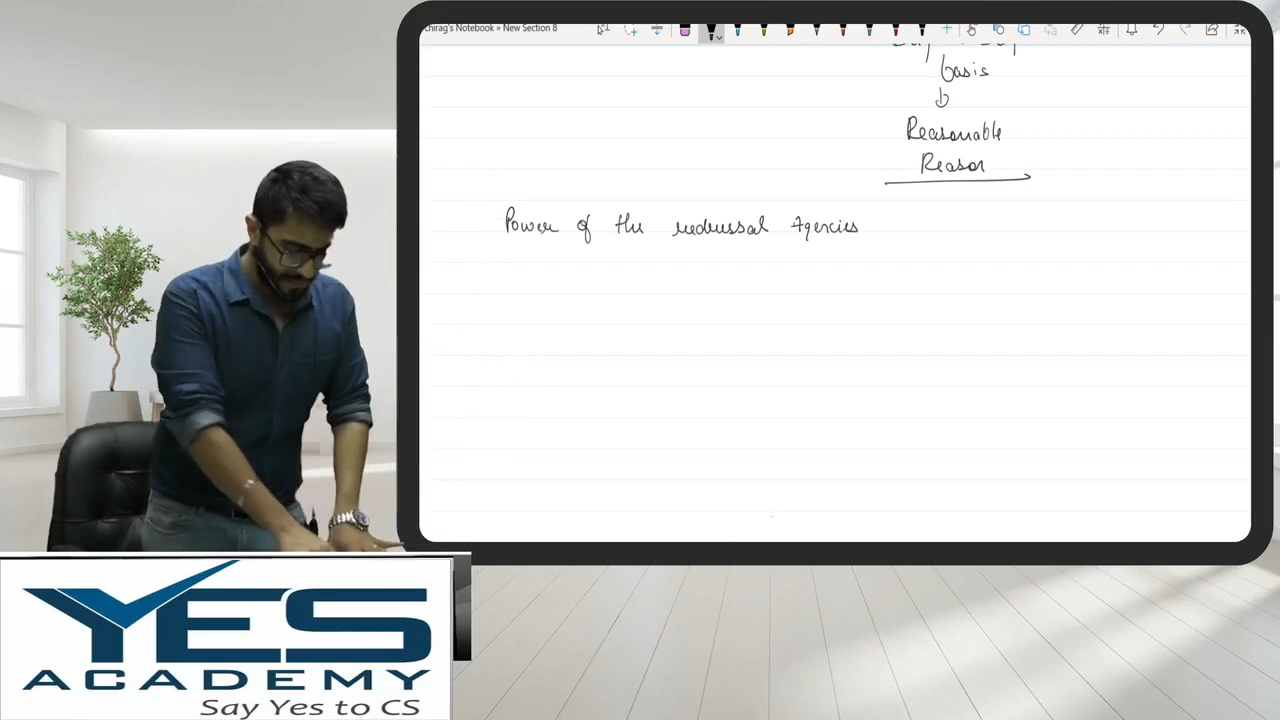 chirag's Notebook » New Section 8
basis
Reasonable
Reason
Power of the redressal Agencies
YES
ACADEMY
Say Yes to CS